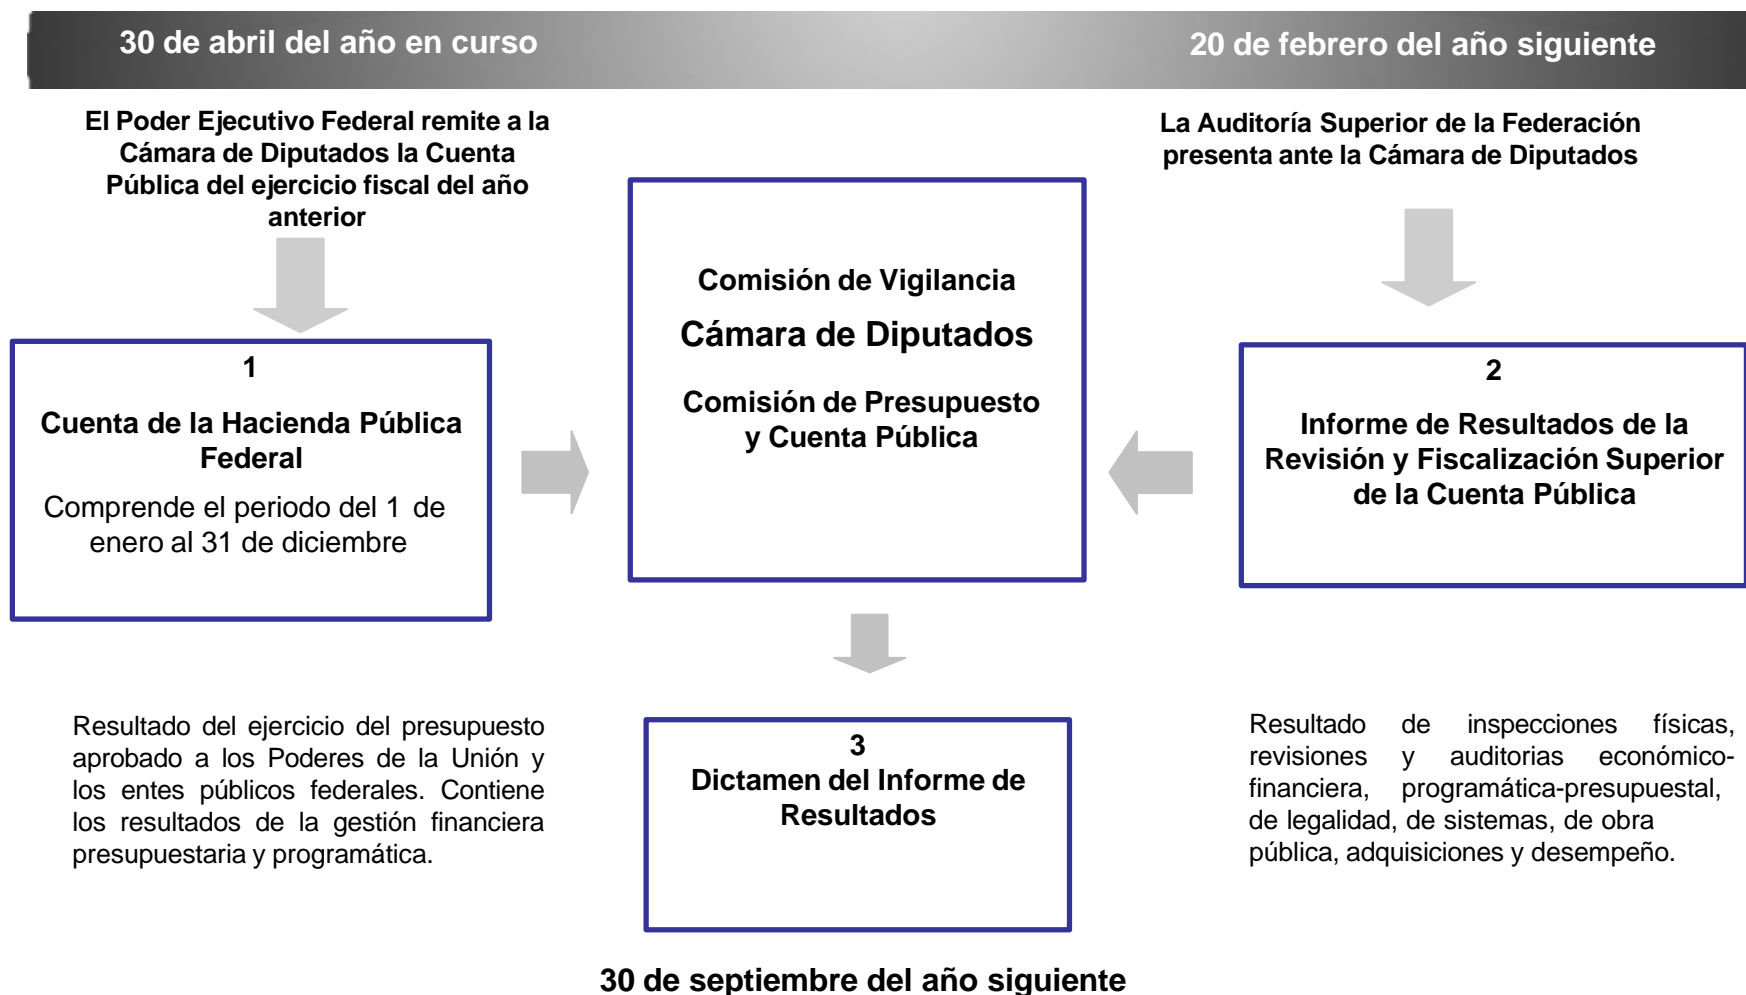 30 de abril del año en curso
20 de febrero del año siguiente
El Poder Ejecutivo Federal remite a la
Cámara de Diputados la Cuenta
Pública del ejercicio fiscal del año
anterior
La Auditoría Superior de la Federación
presenta ante la Cámara de Diputados
1
Cuenta de la Hacienda Pública
Federal
Comprende el periodo del 1 de
enero al 31 de diciembre
Comisión de Vigilancia
Cámara de Diputados
Comisión de Presupuesto
y Cuenta Pública
2
Informe de Resultados de la
Revisión y Fiscalización Superior
de la Cuenta Pública
Resultado del ejercicio del presupuesto
aprobado a los Poderes de la Unión y
los entes públicos federales. Contiene
los resultados de la gestión financiera
presupuestaria y programática.
3
Dictamen del Informe de
Resultados
Resultado de inspecciones físicas,
revisiones y auditorias económico-
financiera, programática-presupuestal,
de legalidad, de sistemas, de obra
pública, adquisiciones y desempeño.
30 de septiembre del año siguiente